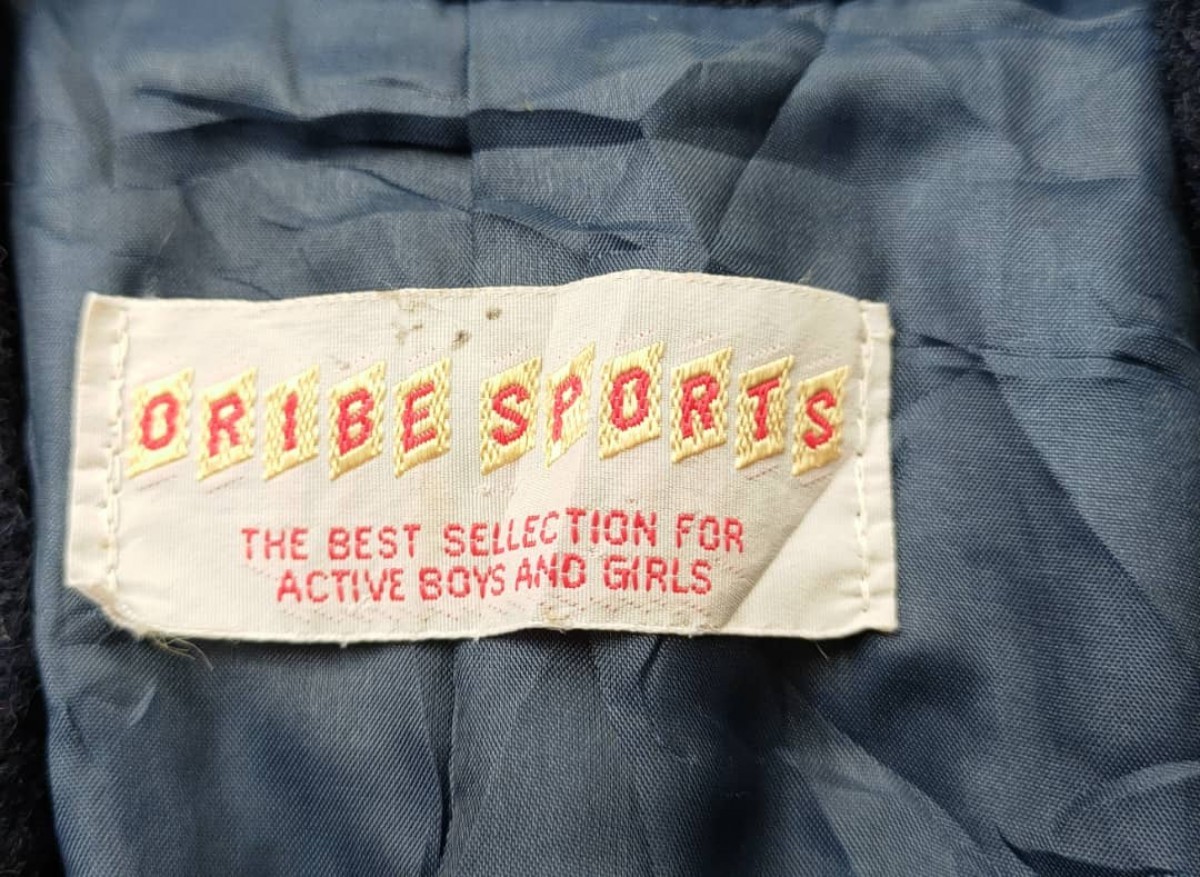 ORIBE SPORTS
THE BEST SELLECTION FOR
ACTIVE BOYS AND GIRLS